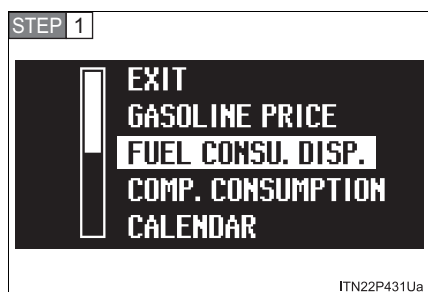 STEP 1
EXIT
GASOLINE PRICE
FUEL CONSU. DISP.
COMP. CONSUMPTION
CALENDAR
ITN22P431Ua